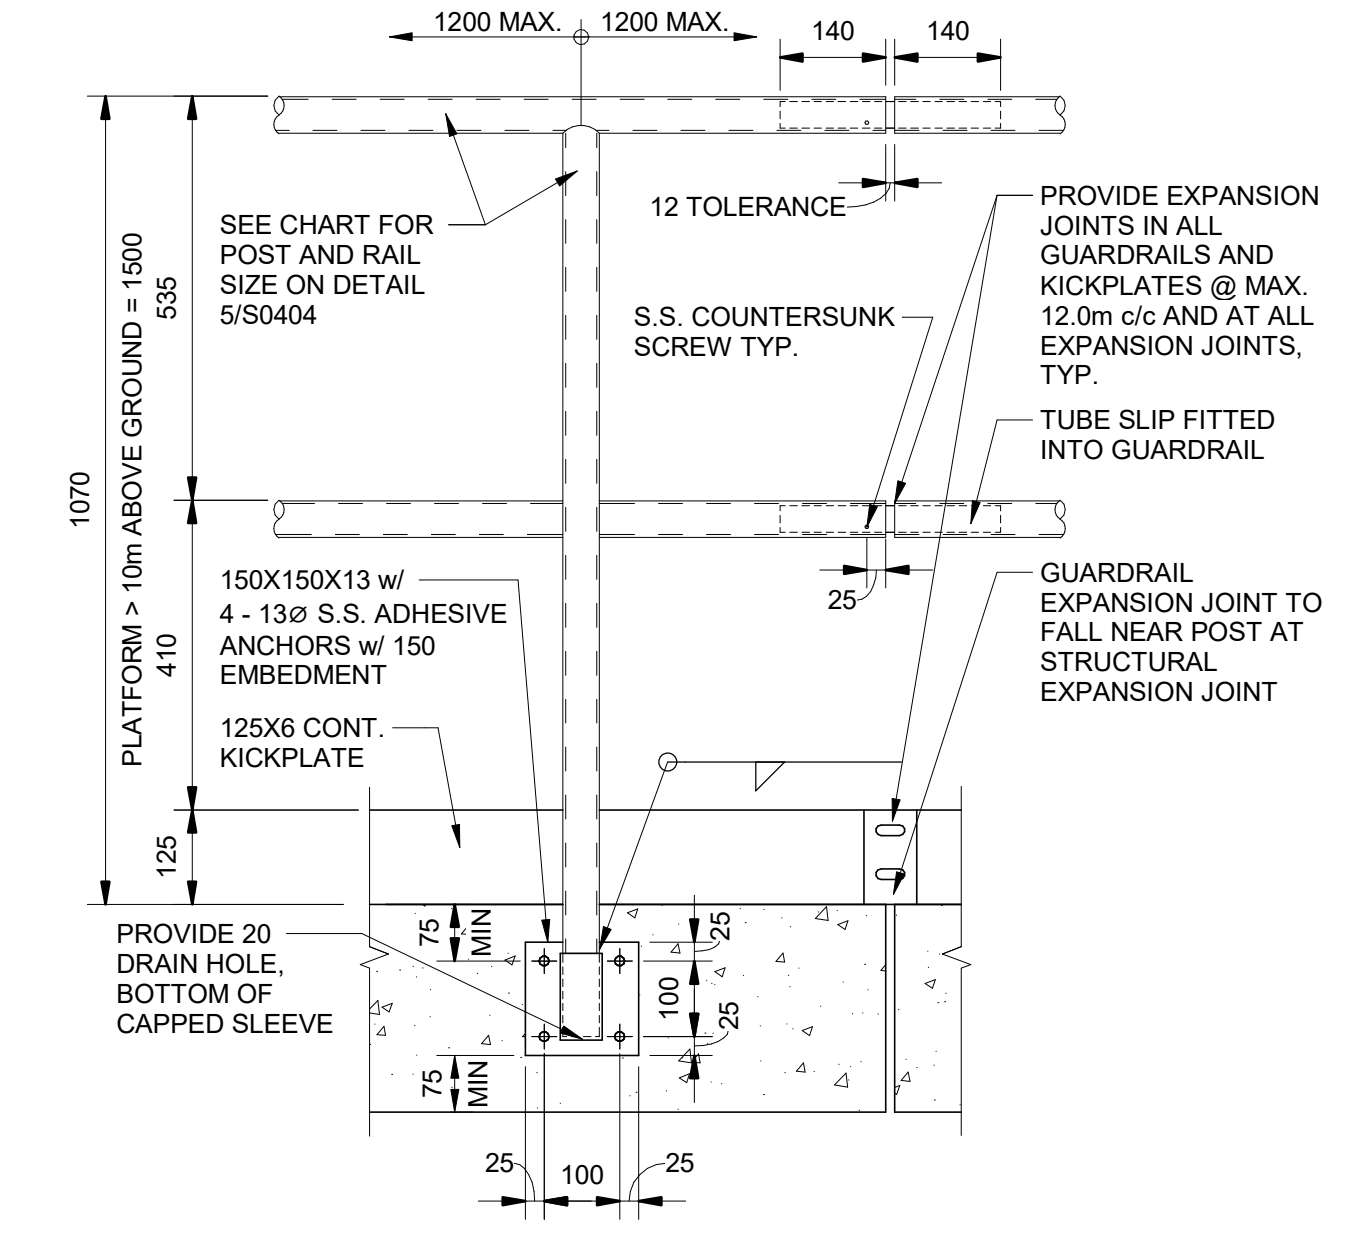 1200 MAX.
1200 MAX.
140
140
12 TOLERANCE
PROVIDE EXPANSION
JOINTS IN ALL
GUARDRAILS AND
KICKPLATES @ MAX.
12.0m c/c AND AT ALL
EXPANSION JOINTS,
TYP.
SEE CHART FOR
POST AND RAIL
SIZE ON DETAIL
5/S0404
1070
PLATFORM > 10m ABOVE GROUND = 1500
535
S.S. COUNTERSUNK
SCREW TYP.
TUBE SLIP FITTED
INTO GUARDRAIL
410
150X150X13 w/
4 - 13Ø S.S. ADHESIVE
ANCHORS w/ 150
EMBEDMENT
25
GUARDRAIL
EXPANSION JOINT TO
FALL NEAR POST AT
STRUCTURAL
EXPANSION JOINT
125X6 CONT.
KICKPLATE
125
PROVIDE 20
DRAIN HOLE,
BOTTOM OF
CAPPED SLEEVE
75
MIN
25
100
25
75
MIN
25
100
25